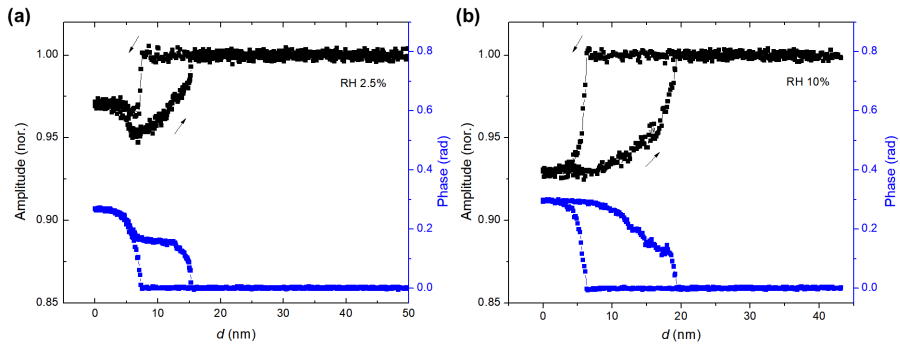 (a)
1.00
0.95
0.90
0.85
Amplitude (nor.)
RH 2.5%
0.8
0.6
0.4
0.2
0.0
Phase (rad)
0 10 20 30 40 50
d (nm)
(b)
1.00
0.95
0.90
0.85
Amplitude (nor.)
RH 10%
0.8
0.6
0.4
0.2
0.0
Phase (rad)
0 10 20 30 40
d (nm)